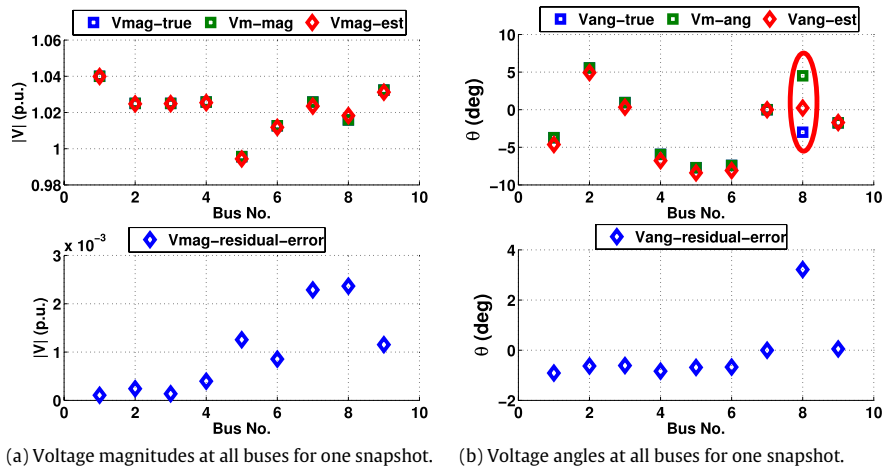 Vmag-true Vm-mag Vmag-est
1.06
1.04
1.02
1
0.98
|V| (p.u.)
0 2 4 6 8 10
Bus No.
Vmag-residual-error
x 10^-3
3
2
1
0
|V| (p.u.)
0 2 4 6 8 10
Bus No.
(a) Voltage magnitudes at all buses for one snapshot.
Vang-true Vm-ang Vang-est
10
5
0
−5
−10
θ (deg)
0 2 4 6 8 10
Bus No.
Vang-residual-error
4
2
0
−2
θ (deg)
0 2 4 6 8 10
Bus No.
(b) Voltage angles at all buses for one snapshot.